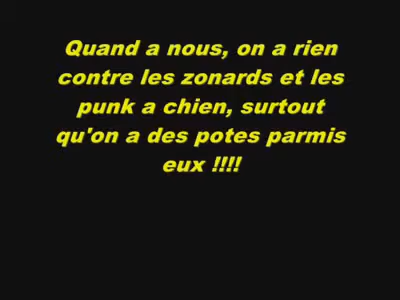 Quand a nous, on a rien
contre les zonards et les
punk a chien, surtout
qu'on a des potes parmis
eux !!!!